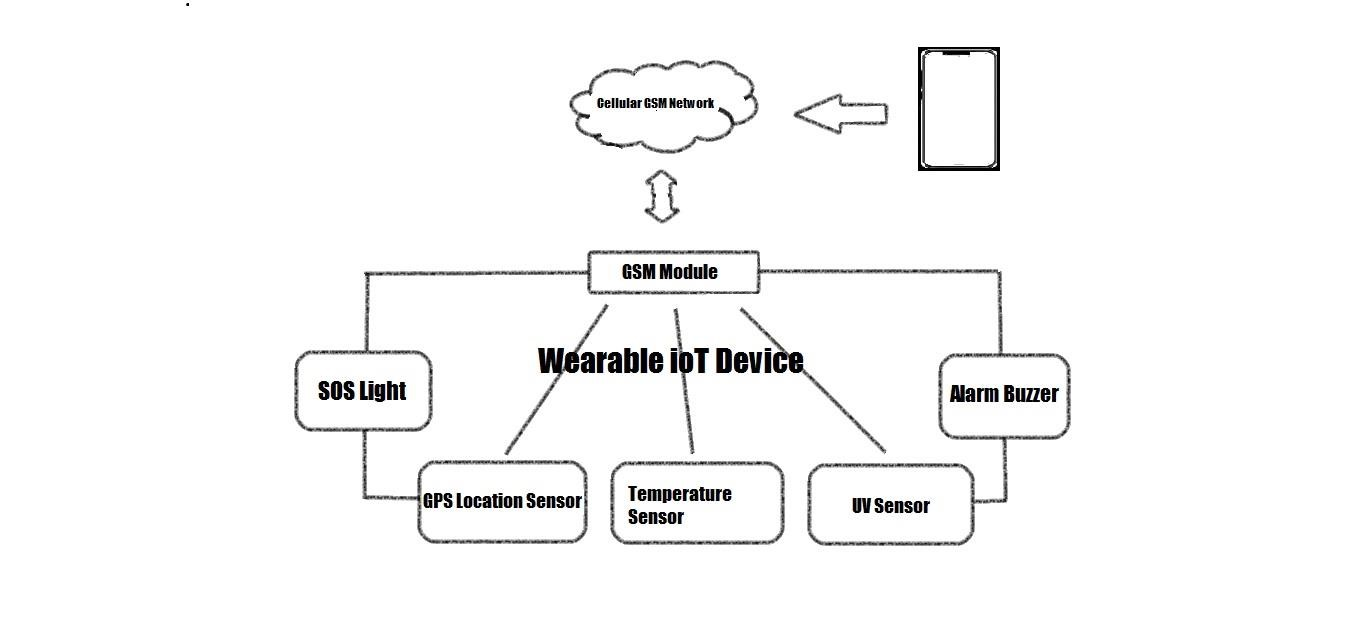 Cellular GSM Network
GSM Module
Wearable ioT Device
SOS Light
Alarm Buzzer
GPS Location Sensor
Temperature
Sensor
UV Sensor